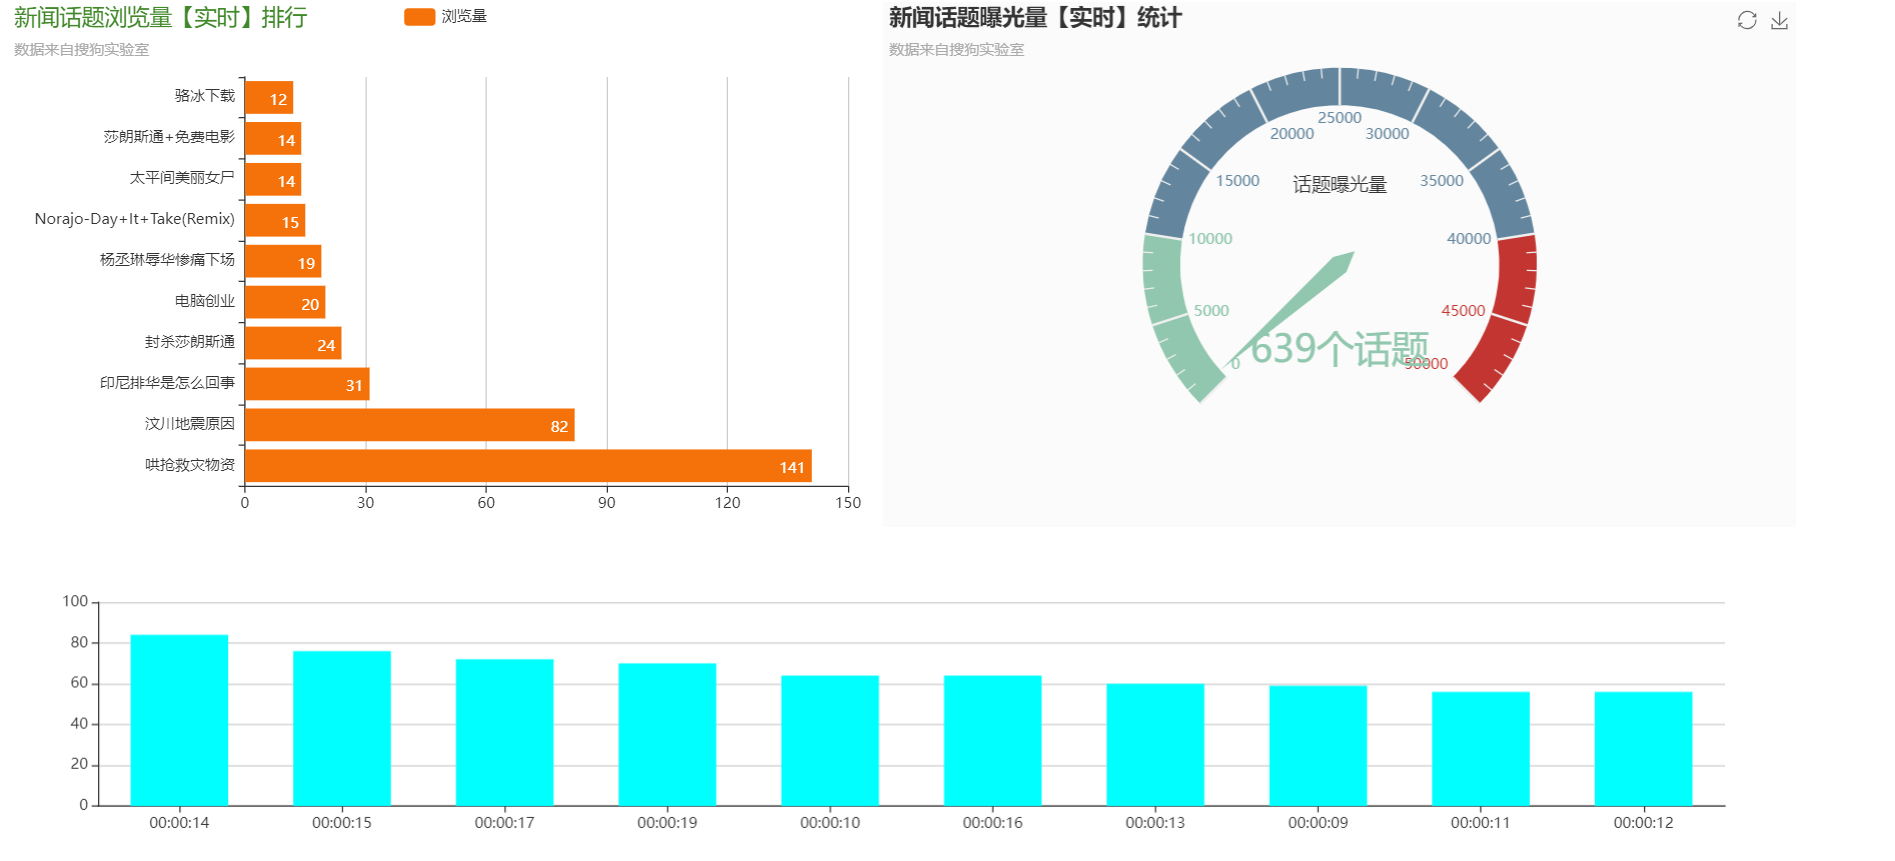 新闻话题浏览量【实时】排行
浏览量
数据来自搜狗实验室
骆冰下载
12
莎朗斯通+免费电影
14
太平间美丽女尸
14
Norajo-Day+It+Take(Remix)
15
杨丞琳辱华惨痛下场
19
电脑创业
20
封杀莎朗斯通
24
印尼排华是怎么回事
31
汶川地震原因
82
哄抢救灾物资
141
0 30 60 90 120 150
新闻话题曝光量【实时】统计
数据来自搜狗实验室
25000
20000 30000
15000 话题曝光量 35000
10000 40000
5000 45000
0 639个话题 50000
100
80
60
40
20
0
00:00:14 00:00:15 00:00:17 00:00:19 00:00:10 00:00:16 00:00:13 00:00:09 00:00:11 00:00:12